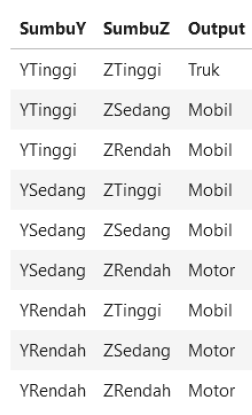 SumbuY SumbuZ Output
YTinggi ZTinggi Truk
YTinggi ZSedang Mobil
YTinggi ZRendah Mobil
YSedang ZTinggi Mobil
YSedang ZSedang Mobil
YSedang ZRendah Motor
YRendah ZTinggi Mobil
YRendah ZSedang Motor
YRendah ZRendah Motor